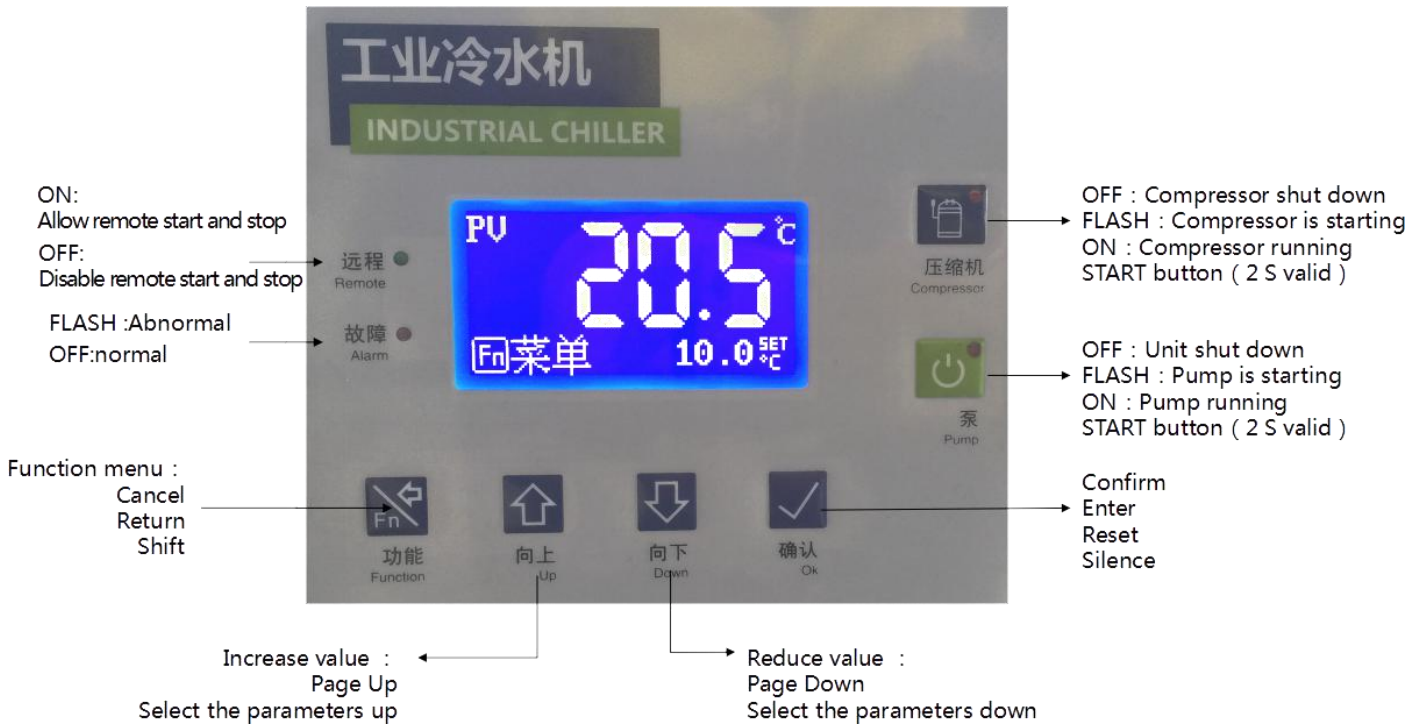 工业冷水机
INDUSTRIAL CHILLER
ON:
Allow remote start and stop
OFF:
Disable remote start and stop
远程
Remote
FLASH :Abnormal
OFF:normal
故障
Alarm
PV
20.5 °C
Fn 菜单
10.0 SET °C
压缩机
Compressor
OFF : Compressor shut down
FLASH : Compressor is starting
ON : Compressor running
START button ( 2 S valid )
泵
Pump
OFF : Unit shut down
FLASH : Pump is starting
ON : Pump running
START button ( 2 S valid )
Function menu :
Cancel
Return
Shift
Fn
功能
Function
向上
Up
向下
Down
确认
Ok
Confirm
Enter
Reset
Silence
Increase value :
Page Up
Select the parameters up
Reduce value :
Page Down
Select the parameters down